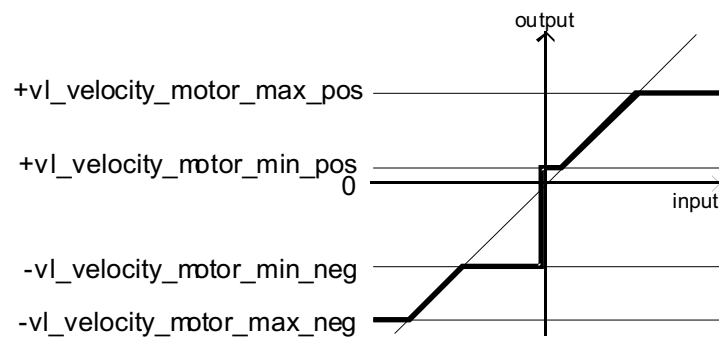 output
+vl_velocity_motor_max_pos
+vl_velocity_motor_min_pos
0
input
-vl_velocity_motor_min_neg
-vl_velocity_motor_max_neg